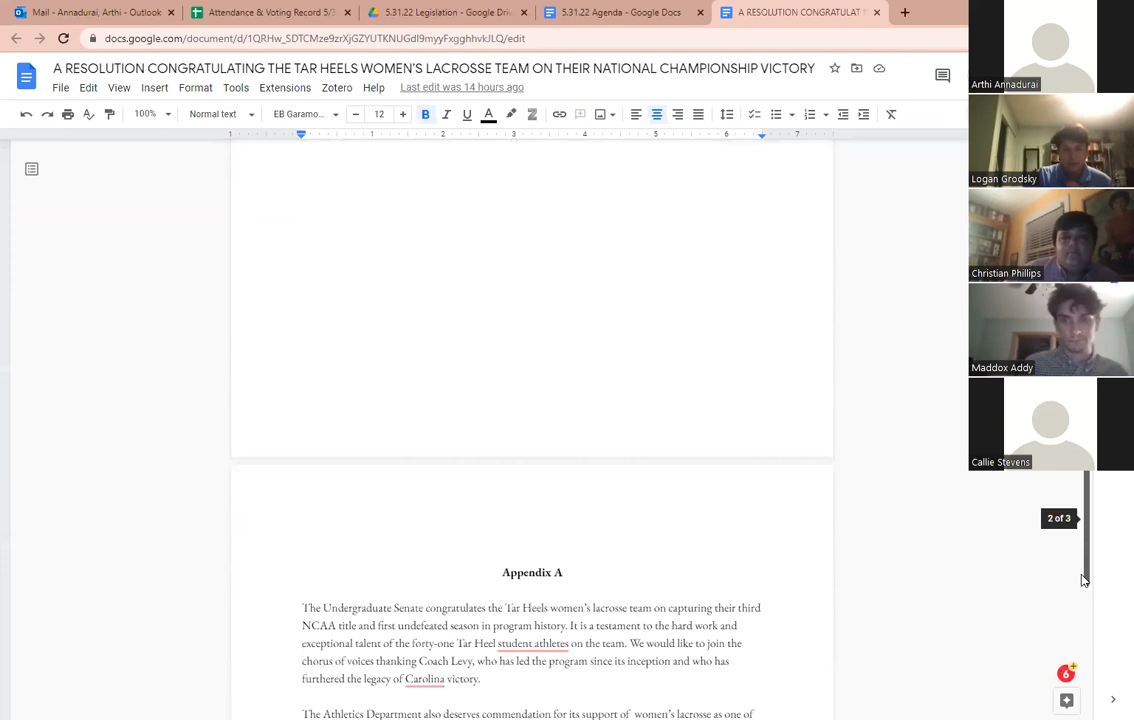 Mail - Annadurai, Arthi - Outlook
Attendance & Voting Record 5/3
5.31.22 Legislation - Google Driv
5.31.22 Agenda - Google Docs
A RESOLUTION CONGRATULAT
docs.google.com/document/d/1QRHw_SDTCMze9zrXjGZYUTKNUGdI9myyFxgghhvkJLQ/edit
A RESOLUTION CONGRATULATING THE TAR HEELS WOMEN'S LACROSSE TEAM ON THEIR NATIONAL CHAMPIONSHIP VICTORY
File Edit View Insert Format Tools Extensions Zotero Help Last edit was 14 hours ago
100% Normal text EB Garamo... 12 B I U A
1 1 2 3 4 5 6 7
Arthi Annadurai
Logan Grodsky
Christian Phillips
Maddox Addy
Callie Stevens
2 of 3
Appendix A
The Undergraduate Senate congratulates the Tar Heels women's lacrosse team on capturing their third
NCAA title and first undefeated season in program history. It is a testament to the hard work and
exceptional talent of the forty-one Tar Heel student athletes on the team. We would like to join the
chorus of voices thanking Coach Levy, who has led the program since its inception and who has
furthered the legacy of Carolina victory.
The Athletics Department also deserves commendation for its support of women's lacrosse as one of
6